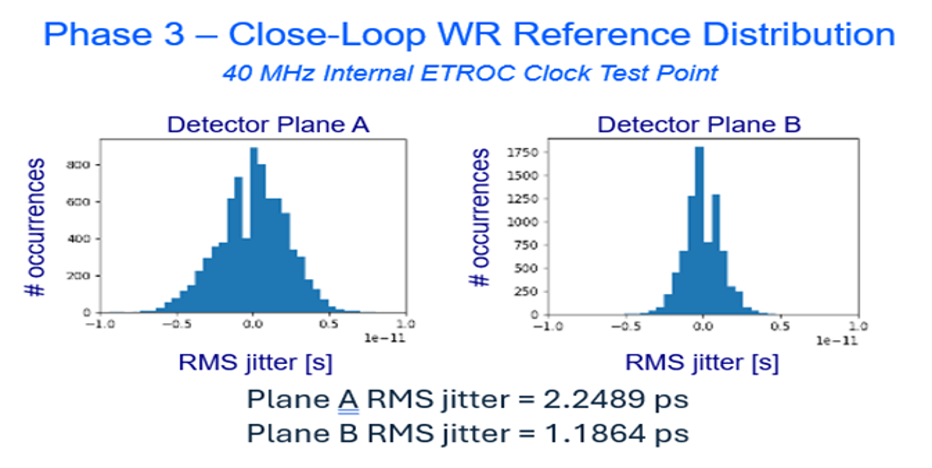 Phase 3 – Close-Loop WR Reference Distribution
40 MHz Internal ETROC Clock Test Point
Detector Plane A
# occurrences
800
600
400
200
0
−1.0 −0.5 0.0 0.5 1.0
1e−11
RMS jitter [s]
Detector Plane B
# occurrences
1750
1500
1250
1000
750
500
250
0
−1.0 −0.5 0.0 0.5 1.0
1e−11
RMS jitter [s]
Plane A RMS jitter = 2.2489 ps
Plane B RMS jitter = 1.1864 ps